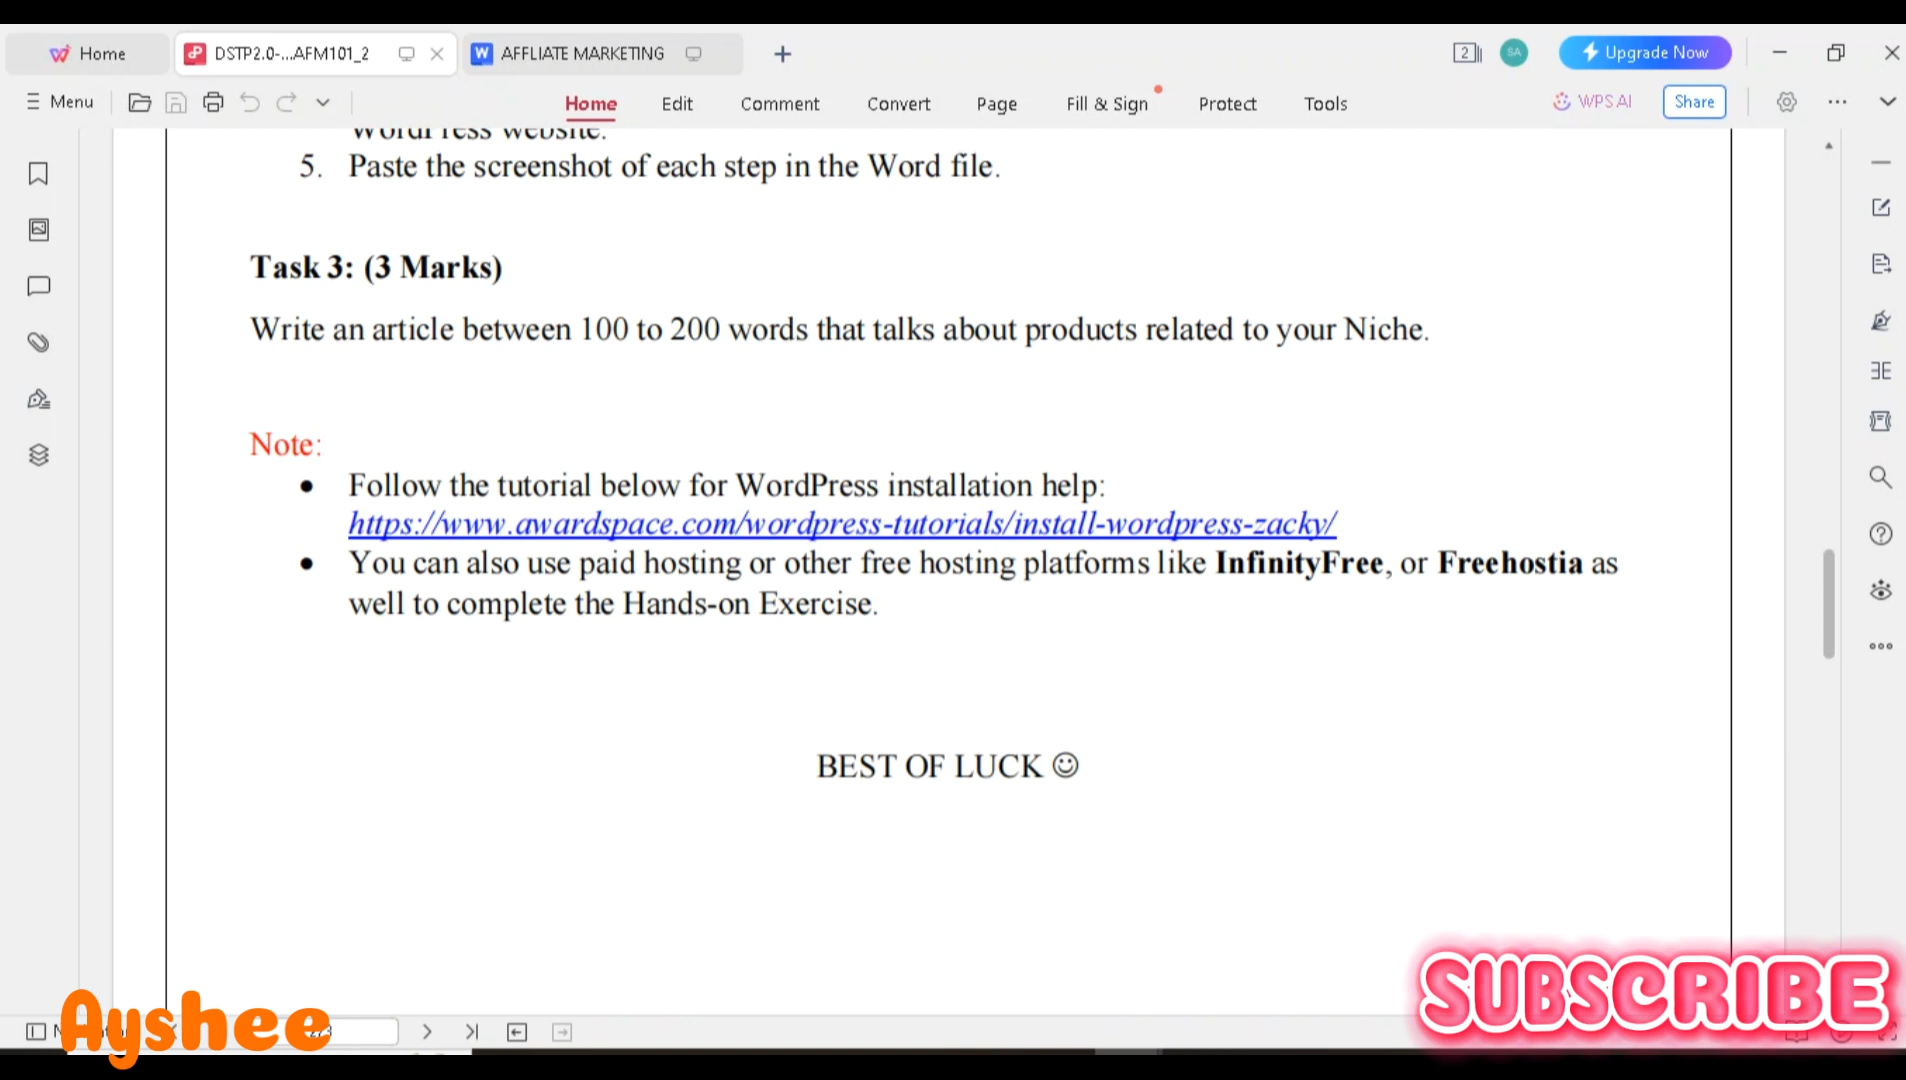 Home
DSTP2.0-...AFM101_2
AFFLIATE MARKETING
2
SA
Upgrade Now
Menu
Home
Edit
Comment
Convert
Page
Fill & Sign
Protect
Tools
WPS AI
Share
WordPress website.
5. Paste the screenshot of each step in the Word file.
Task 3: (3 Marks)
Write an article between 100 to 200 words that talks about products related to your Niche.
Note:
• Follow the tutorial below for WordPress installation help:
https://www.awardspace.com/wordpress-tutorials/install-wordpress-zacky/
• You can also use paid hosting or other free hosting platforms like InfinityFree, or Freehostia as
well to complete the Hands-on Exercise.
BEST OF LUCK ☺
Ayshee
SUBSCRIBE